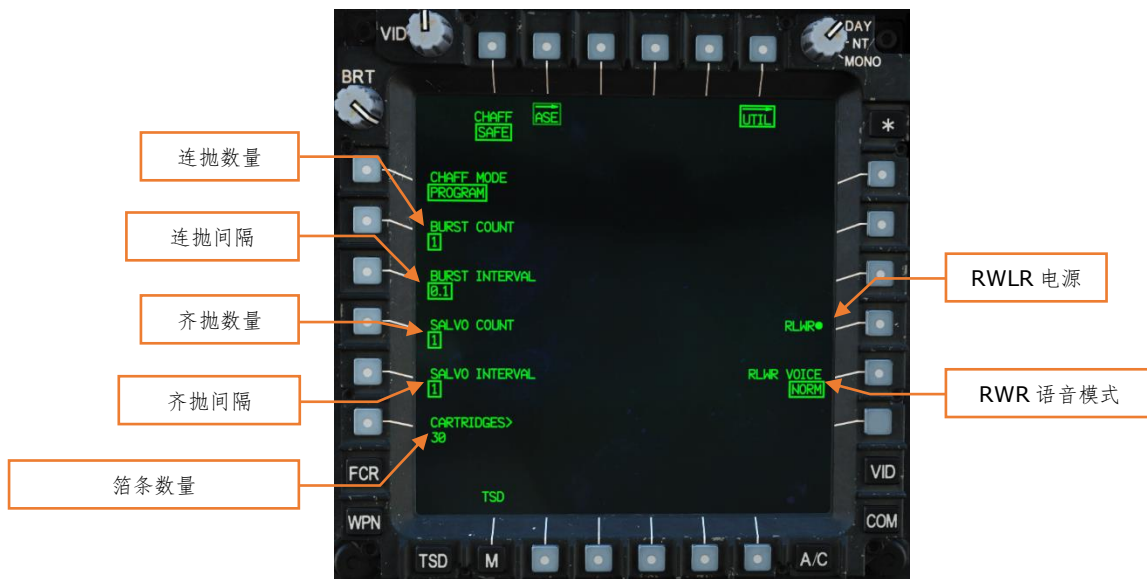 VID
DAY
NT/
MONO
BRT
CHAFF
SAFE
ASE
UTIL
*
连抛数量
CHAFF MODE
PROGRAM
BURST COUNT
1
连抛间隔
BURST INTERVAL
0.1
RWLR 电源
齐抛数量
SALVO COUNT
1
RLWR
齐抛间隔
SALVO INTERVAL
1
RLWR VOICE
NORM
RWR 语音模式
CARTRIDGES>
30
箔条数量
FCR
VID
TSD
WPN
COM
TSD
M
A/C